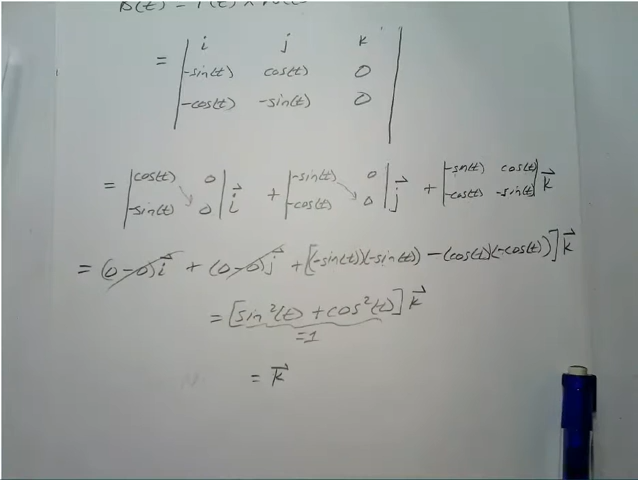 B(t) = T(t) × N(t)
= | i j k |
| -sin(t) cos(t) 0 |
| -cos(t) -sin(t) 0 |
= | cos(t) 0 | i⃗ + | -sin(t) 0 | j⃗ + | -sin(t) cos(t) | k⃗
| -sin(t) 0 | | -cos(t) 0 | | -cos(t) -sin(t) |
= (0-0)i⃗ + (0-0)j⃗ + [(-sin(t))(-sin(t)) - (cos(t)(-cos(t))]k⃗
= [sin²(t) + cos²(t)]k⃗
=1
= k⃗